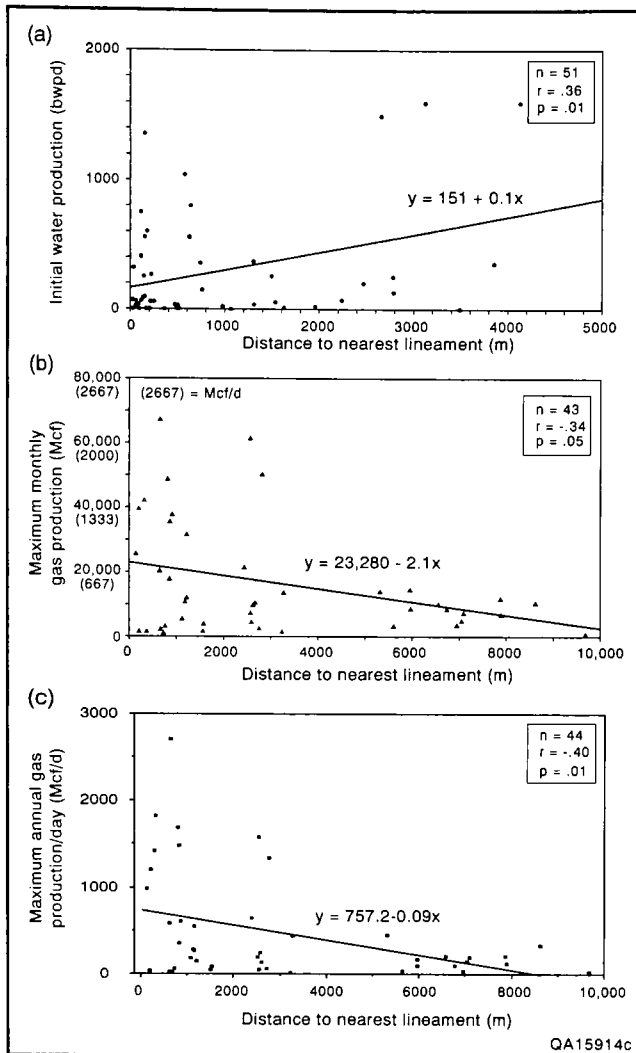 (a)
2000
1000
0
Initial water production (bwpd)
n = 51
r = .36
p = .01
y = 151 + 0.1x
0 1000 2000 3000 4000 5000
Distance to nearest lineament (m)
(b)
80,000
(2667)
60,000
(2000)
40,000
(1333)
20,000
(667)
0
Maximum monthly
gas production (Mcf)
(2667) = Mcf/d
n = 43
r = -.34
p = .05
y = 23,280 - 2.1x
0 2000 4000 6000 8000 10,000
Distance to nearest lineament (m)
(c)
3000
2000
1000
0
Maximum annual gas
production/day (Mcf/d)
n = 44
r = -.40
p = .01
y = 757.2-0.09x
0 2000 4000 6000 8000 10,000
Distance to nearest lineament (m)
QA15914c